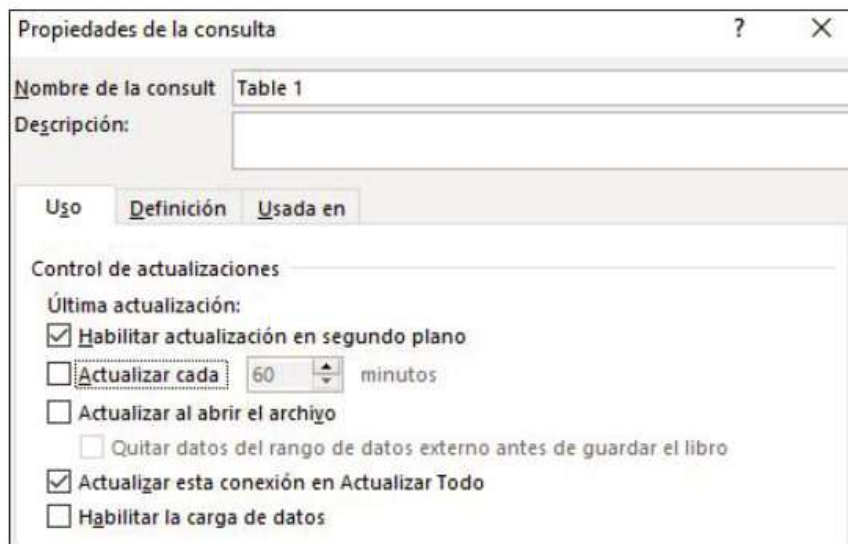 Propiedades de la consulta ? X
Nombre de la consult Table 1
Descripción:
Uso Definición Usada en
Control de actualizaciones
Última actualización:
Habilitar actualización en segundo plano
Actualizar cada 60 minutos
Actualizar al abrir el archivo
Quitar datos del rango de datos externo antes de guardar el libro
Actualizar esta conexión en Actualizar Todo
Habilitar la carga de datos